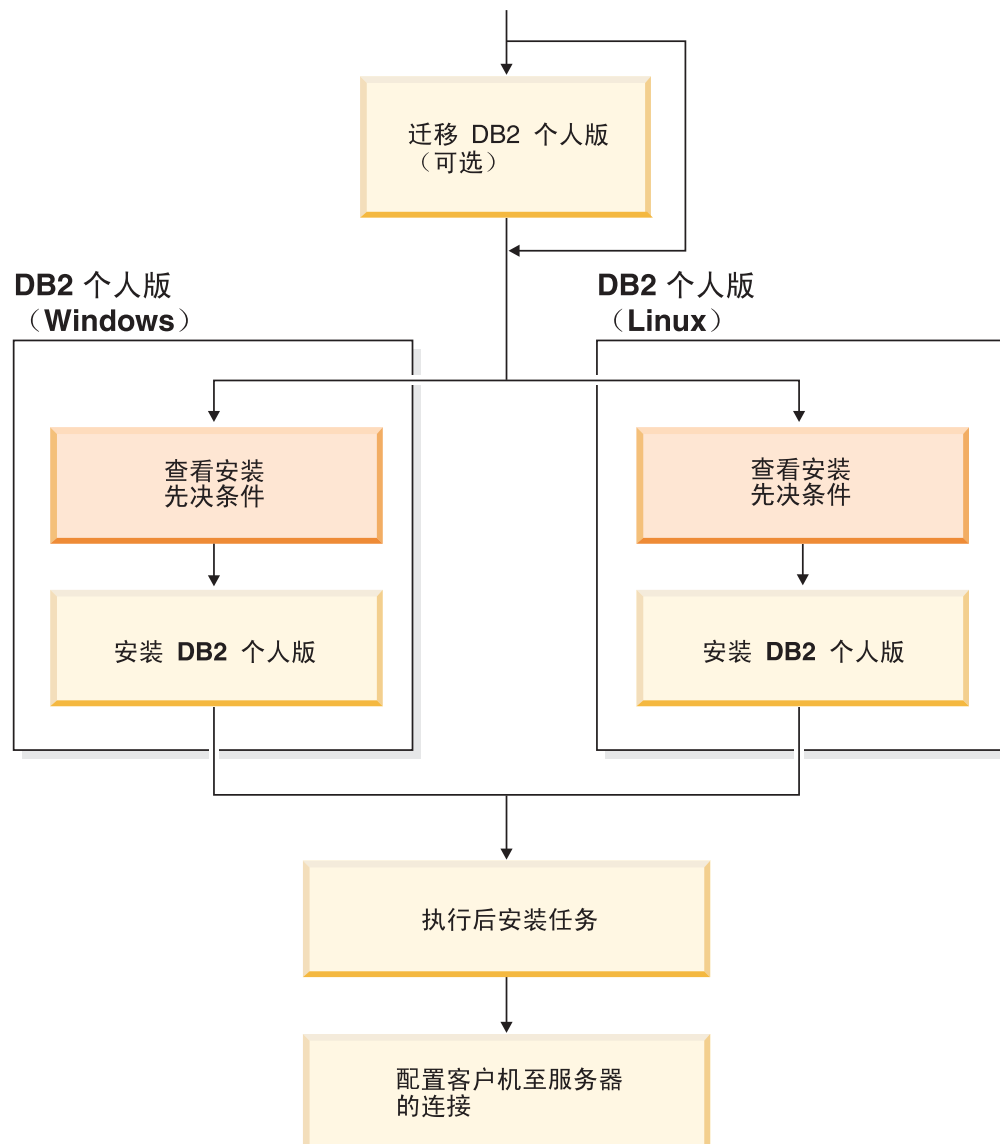 迁移 DB2 个人版
（可选）
DB2 个人版
（Windows）
DB2 个人版
（Linux）
查看安装
先决条件
查看安装
先决条件
安装 DB2 个人版
安装 DB2 个人版
执行后安装任务
配置客户机至服务器
的连接